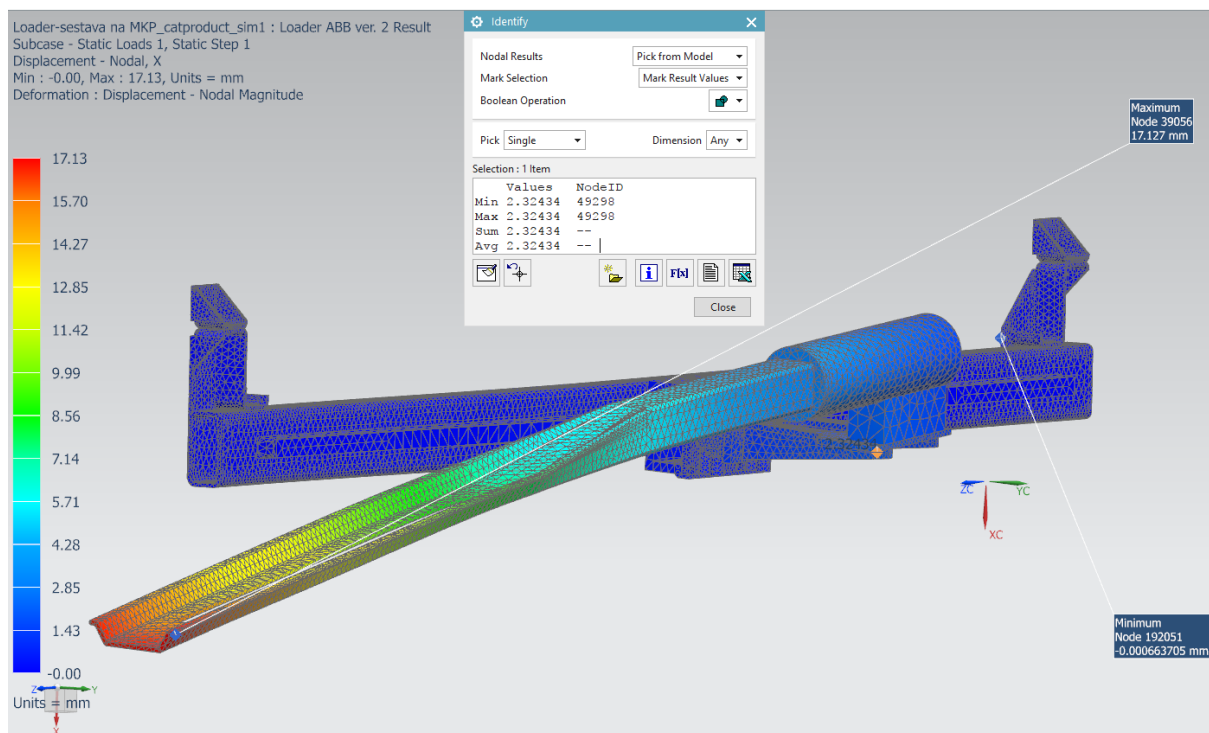 Loader-sestava na MKP_catproduct_sim1 : Loader ABB ver. 2 Result
Subcase - Static Loads 1, Static Step 1
Displacement - Nodal, X
Min : -0.00, Max : 17.13, Units = mm
Deformation : Displacement - Nodal Magnitude
Identify
Nodal Results Pick from Model
Mark Selection Mark Result Values
Boolean Operation
Pick Single Dimension Any
Selection : 1 Item
Values NodeID
Min 2.32434 49298
Max 2.32434 49298
Sum 2.32434 --
Avg 2.32434 --
F[x]
Close
Maximum
Node 39056
17.127 mm
17.13
15.70
14.27
12.85
11.42
9.99
8.56
7.14
5.71
4.28
2.85
1.43
-0.00
Units = mm
Z Y
X
ZC YC
XC
Minimum
Node 192051
-0.000663705 mm